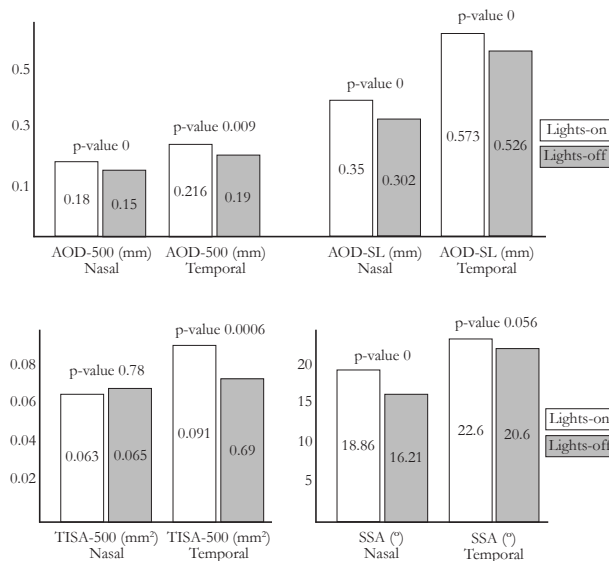 p-value 0
p-value 0
0.5
p-value 0.009
p-value 0
0.3
Lights-on
0.573
0.526
Lights-off
0.1
0.18
0.15
0.216
0.19
0.35
0.302
AOD-500 (mm)
Nasal
AOD-500 (mm)
Temporal
AOD-SL (mm)
Nasal
AOD-SL (mm)
Temporal
p-value 0.0006
p-value 0.78
0.08
0.06
0.04
0.02
0.063
0.065
0.091
0.69
TISA-500 (mm²)
Nasal
TISA-500 (mm²)
Temporal
p-value 0.056
p-value 0
20
15
10
5
18.86
16.21
22.6
20.6
Lights-on
Lights-off
SSA (º)
Nasal
SSA (º)
Temporal